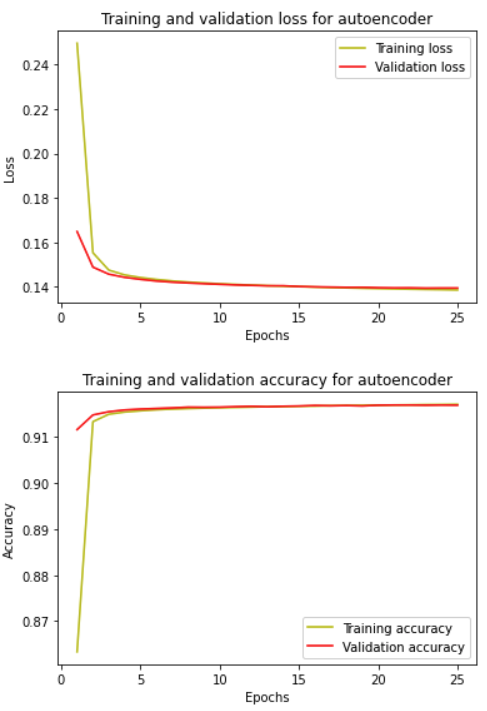 Training and validation loss for autoencoder
Training loss
Validation loss
0.24
0.22
0.20
0.18
0.16
0.14
Loss
0 5 10 15 20 25
Epochs
Training and validation accuracy for autoencoder
0.91
0.90
0.89
0.88
0.87
Accuracy
Training accuracy
Validation accuracy
0 5 10 15 20 25
Epochs